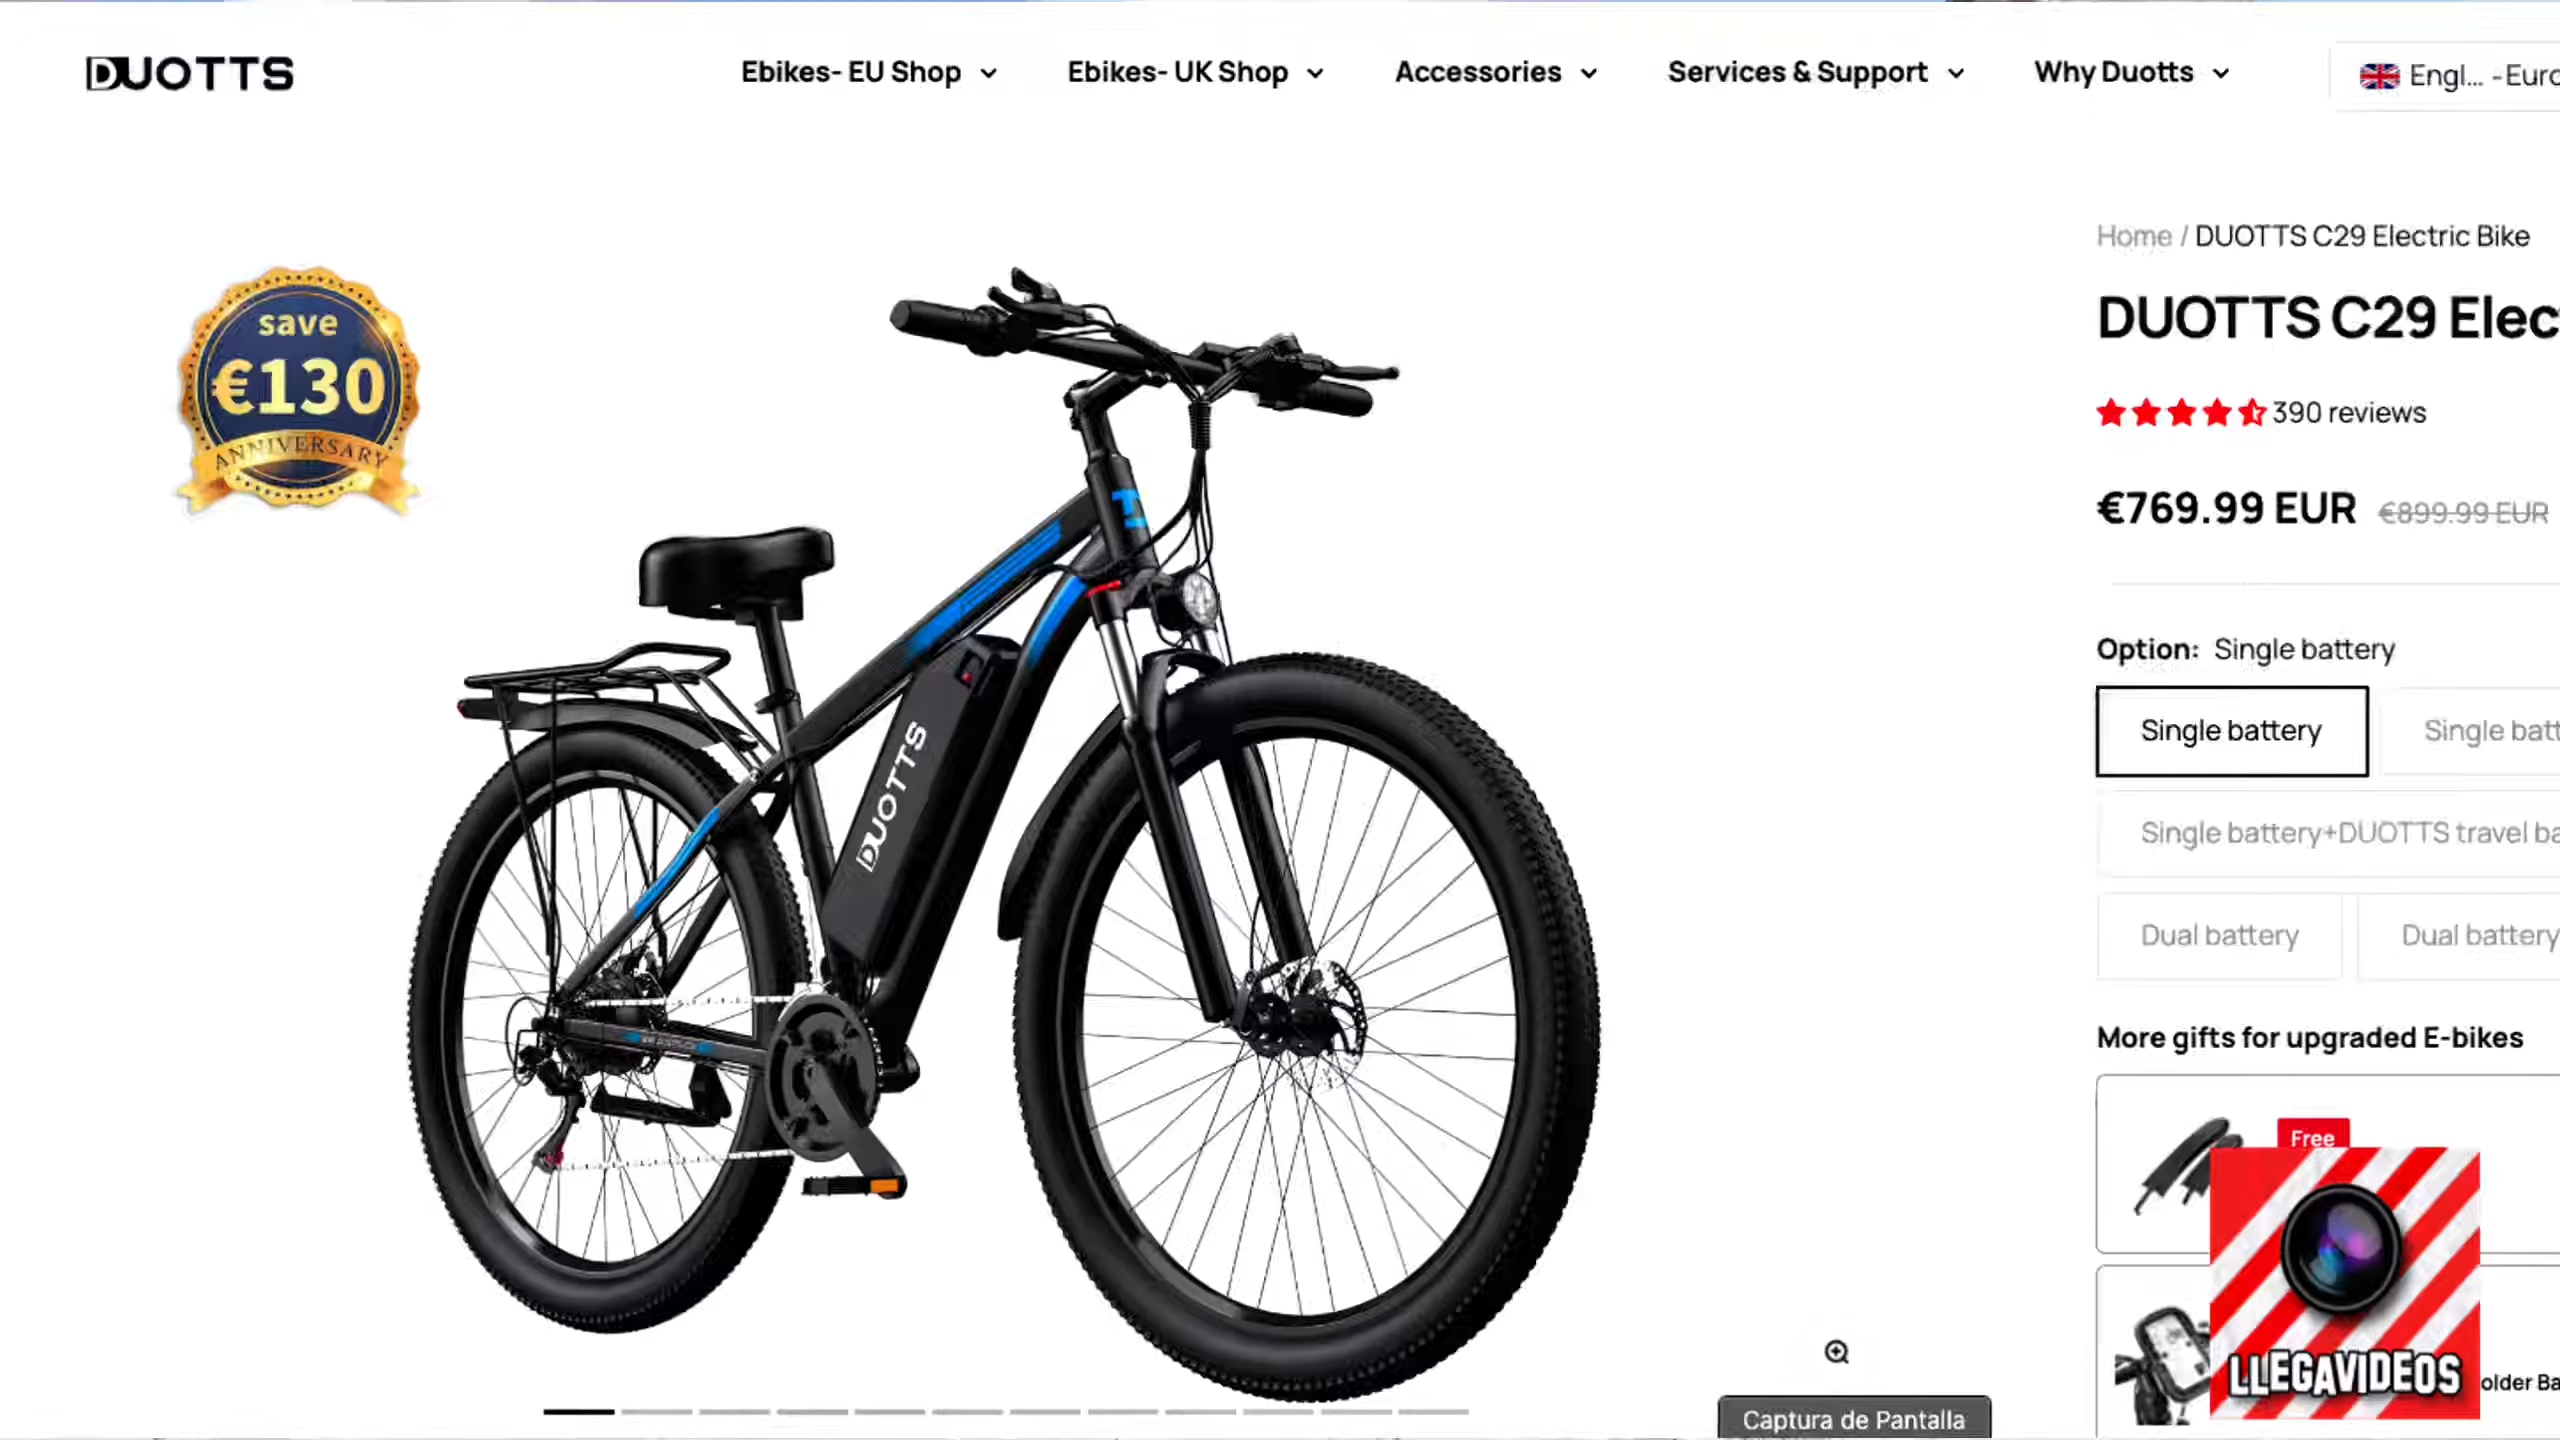 DUOTTS
Ebikes- EU Shop
Ebikes- UK Shop
Accessories
Services & Support
Why Duotts
Engl... -Euro
save
€130
ANNIVERSARY
DUOTTS
Home / DUOTTS C29 Electric Bike
DUOTTS C29 Elec
390 reviews
€769.99 EUR €899.99 EUR
Option: Single battery
Single battery
Single batt
Single battery+DUOTTS travel ba
Dual battery
Dual battery
More gifts for upgraded E-bikes
Free
LLEGAVIDEOS
older Ba
Captura de Pantalla